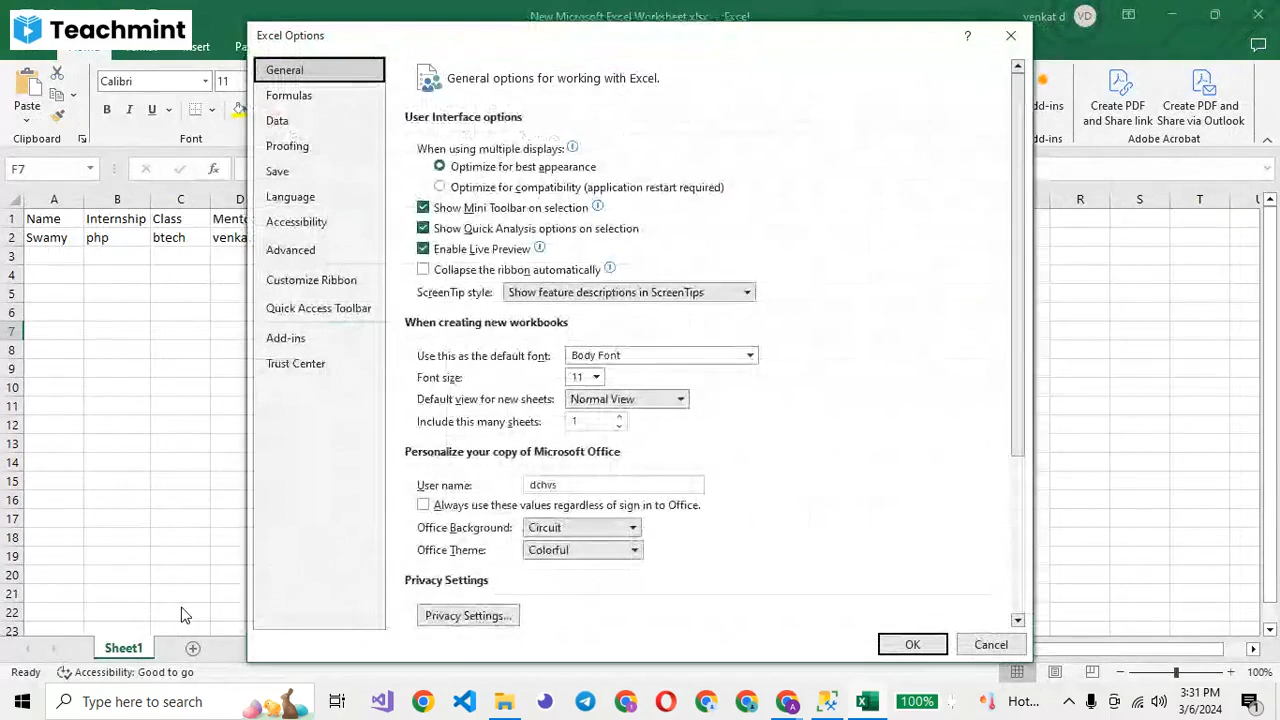 Teachmint
New Microsoft Excel Worksheet.xlsx - Excel
venkat d VD
Excel Options
?
Insert
Calibri 11
Paste
B I U
Clipboard
Font
F7
fx
Create PDF and Share link
Create PDF and Share via Outlook
Adobe Acrobat
A B C D
R S T U
1 Name Internship Class Mento
2 Swamy php btech venka
3
4
5
6
7
8
9
10
11
12
13
14
15
16
17
18
19
20
21
22
23
General
Formulas
Data
Proofing
Save
Language
Accessibility
Advanced
Customize Ribbon
Quick Access Toolbar
Add-ins
Trust Center
General options for working with Excel.
User Interface options
When using multiple displays:
Optimize for best appearance
Optimize for compatibility (application restart required)
Show Mini Toolbar on selection
Show Quick Analysis options on selection
Enable Live Preview
Collapse the ribbon automatically
ScreenTip style: Show feature descriptions in ScreenTips
When creating new workbooks
Use this as the default font: Body Font
Font size: 11
Default view for new sheets: Normal View
Include this many sheets: 1
Personalize your copy of Microsoft Office
User name: dchvs
Always use these values regardless of sign in to Office.
Office Background: Circuit
Office Theme: Colorful
Privacy Settings
Privacy Settings...
OK Cancel
Sheet1
Ready Accessibility: Good to go
100%
Type here to search
100%
Hot...
3:31 PM
3/6/2024
1